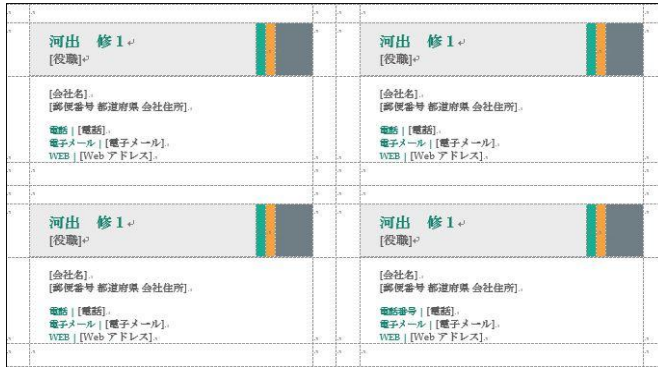 河出 修1
[役職]
[会社名]
[郵便番号 都道府県 会社住所]
電話 | [電話]
電子メール | [電子メール]
WEB | [Web アドレス]
河出 修1
[役職]
[会社名]
[郵便番号 都道府県 会社住所]
電話 | [電話]
電子メール | [電子メール]
WEB | [Web アドレス]
河出 修1
[役職]
[会社名]
[郵便番号 都道府県 会社住所]
電話 | [電話]
電子メール | [電子メール]
WEB | [Web アドレス]
河出 修1
[役職]
[会社名]
[郵便番号 都道府県 会社住所]
電話番号 | [電話]
電子メール | [電子メール]
WEB | [Web アドレス]